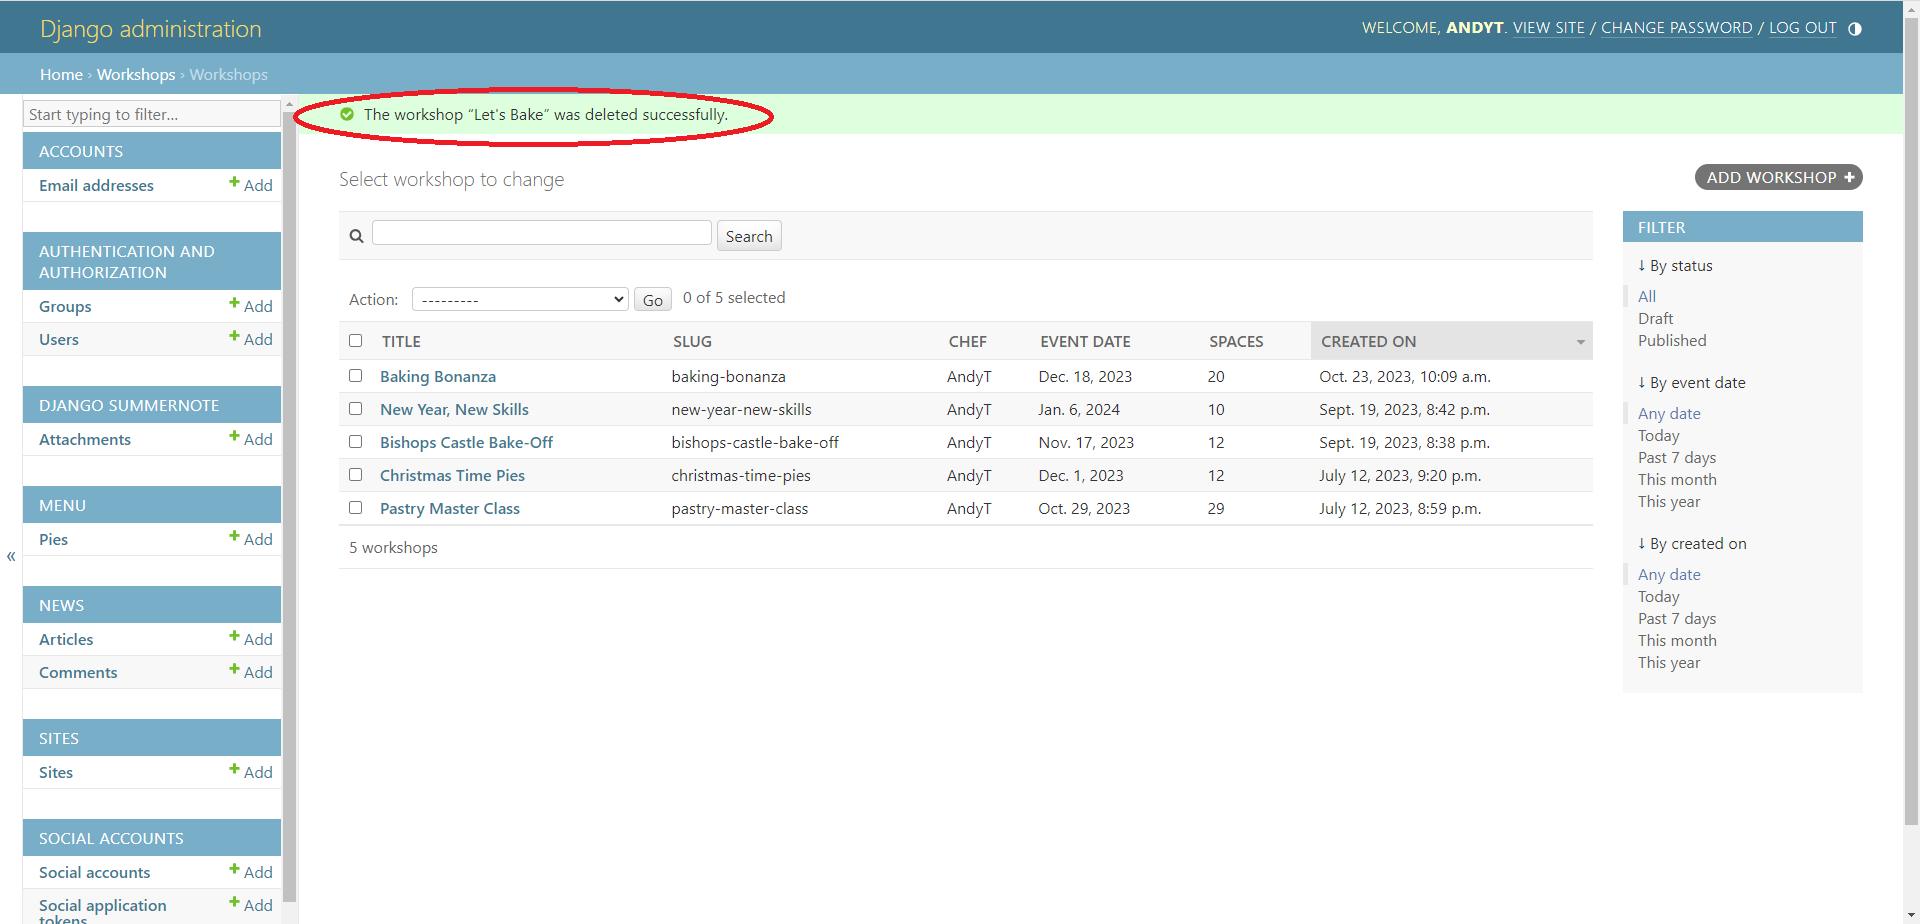 Django administration
WELCOME, ANDYT. VIEW SITE / CHANGE PASSWORD / LOG OUT
Home › Workshops › Workshops
Start typing to filter...
ACCOUNTS
Email addresses Add
AUTHENTICATION AND
AUTHORIZATION
Groups Add
Users Add
DJANGO SUMMERNOTE
Attachments Add
MENU
Pies Add
«
NEWS
Articles Add
Comments Add
SITES
Sites Add
SOCIAL ACCOUNTS
Social accounts Add
Social application Add
tokens
The workshop “Let's Bake” was deleted successfully.
Select workshop to change
ADD WORKSHOP +
Search
Action: --------- Go 0 of 5 selected
TITLE SLUG CHEF EVENT DATE SPACES CREATED ON
Baking Bonanza baking-bonanza AndyT Dec. 18, 2023 20 Oct. 23, 2023, 10:09 a.m.
New Year, New Skills new-year-new-skills AndyT Jan. 6, 2024 10 Sept. 19, 2023, 8:42 p.m.
Bishops Castle Bake-Off bishops-castle-bake-off AndyT Nov. 17, 2023 12 Sept. 19, 2023, 8:38 p.m.
Christmas Time Pies christmas-time-pies AndyT Dec. 1, 2023 12 July 12, 2023, 9:20 p.m.
Pastry Master Class pastry-master-class AndyT Oct. 29, 2023 29 July 12, 2023, 8:59 p.m.
5 workshops
FILTER
↓ By status
All
Draft
Published
↓ By event date
Any date
Today
Past 7 days
This month
This year
↓ By created on
Any date
Today
Past 7 days
This month
This year